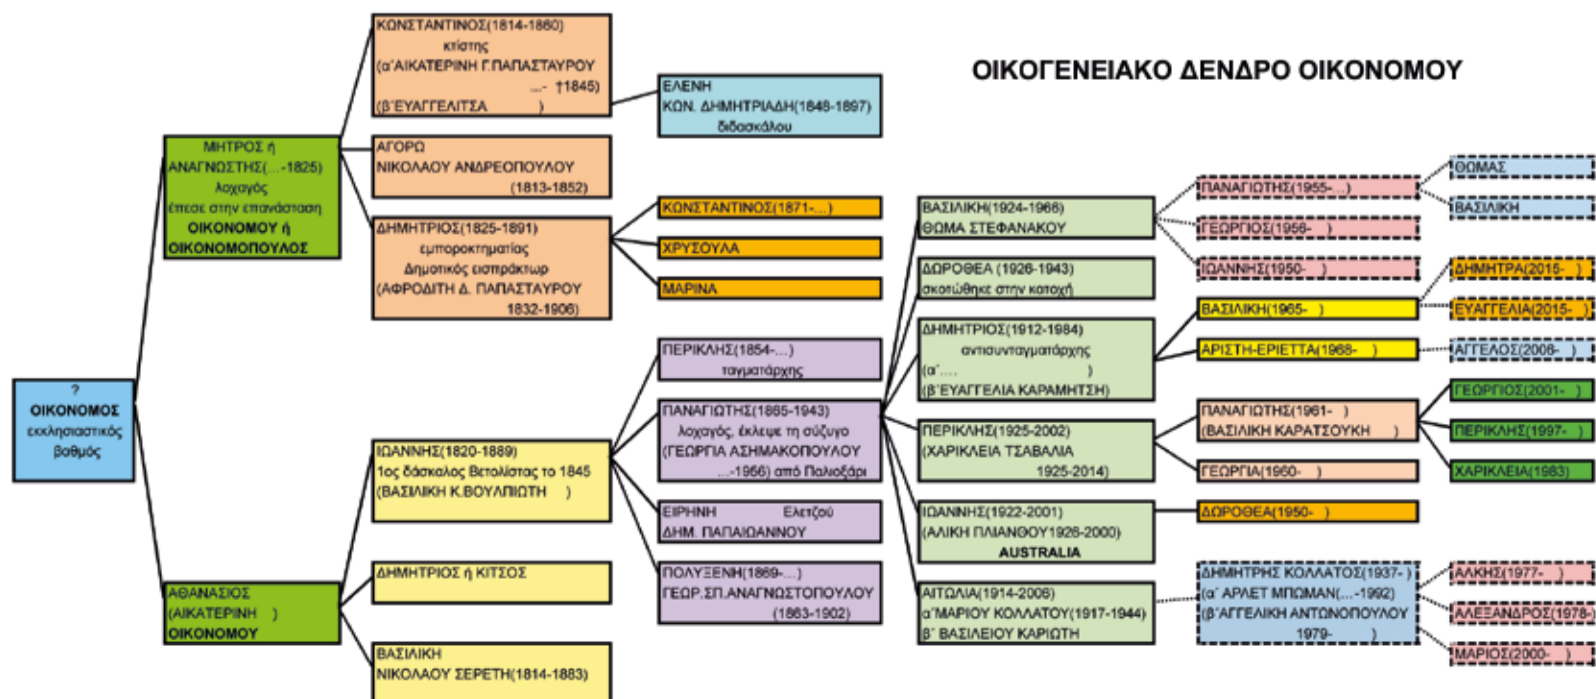 ΟΙΚΟΓΕΝΕΙΑΚΟ ΔΕΝΔΡΟ ΟΙΚΟΝΟΜΟΥ
?
ΟΙΚΟΝΟΜΟΣ
εκκλησιαστικός
βαθμός
ΜΗΤΡΟΣ ή
ΑΝΑΓΝΩΣΤΗΣ(...-1825)
λοχαγός
έπεσε στην επανάσταση
ΟΙΚΟΝΟΜΟΥ ή
ΟΙΚΟΝΟΜΟΠΟΥΛΟΣ
ΑΘΑΝΑΣΙΟΣ
(ΑΙΚΑΤΕΡΙΝΗ )
ΟΙΚΟΝΟΜΟΥ
ΚΩΝΣΤΑΝΤΙΝΟΣ(1814-1860)
κτίστης
(α΄ΑΙΚΑΤΕΡΙΝΗ Γ.ΠΑΠΑΣΤΑΥΡΟΥ
...- †1845)
(β΄ΕΥΑΓΓΕΛΙΤΣΑ )
ΑΓΟΡΩ
ΝΙΚΟΛΑΟΥ ΑΝΔΡΕΟΠΟΥΛΟΥ
(1813-1852)
ΔΗΜΗΤΡΙΟΣ(1825-1891)
εμποροκτηματίας
Δημοτικός εισπράκτωρ
(ΑΦΡΟΔΙΤΗ Δ. ΠΑΠΑΣΤΑΥΡΟΥ
1832-1906)
ΙΩΑΝΝΗΣ(1820-1889)
1ος δάσκαλος Βετολίστας το 1845
(ΒΑΣΙΛΙΚΗ Κ.ΒΟΥΛΠΙΩΤΗ )
ΔΗΜΗΤΡΙΟΣ ή ΚΙΤΣΟΣ
ΒΑΣΙΛΙΚΗ
ΝΙΚΟΛΑΟΥ ΣΕΡΕΤΗ(1814-1883)
ΕΛΕΝΗ
ΚΩΝ. ΔΗΜΗΤΡΙΑΔΗ(1848-1897)
διδασκάλου
ΚΩΝΣΤΑΝΤΙΝΟΣ(1871-...)
ΧΡΥΣΟΥΛΑ
ΜΑΡΙΝΑ
ΠΕΡΙΚΛΗΣ(1854-...)
ταγματάρχης
ΠΑΝΑΓΙΩΤΗΣ(1865-1943)
λοχαγός, έκλεψε τη σύζυγο
(ΓΕΩΡΓΙΑ ΑΣΗΜΑΚΟΠΟΥΛΟΥ
...-1956) από Παλιοξάρι
ΕΙΡΗΝΗ Ελετζού
ΔΗΜ. ΠΑΠΑΙΩΑΝΝΟΥ
ΠΟΛΥΞΕΝΗ(1869-...)
ΓΕΩΡ.ΣΠ.ΑΝΑΓΝΩΣΤΟΠΟΥΛΟΥ
(1863-1902)
ΒΑΣΙΛΙΚΗ(1924-1966)
ΘΩΜΑ ΣΤΕΦΑΝΑΚΟΥ
ΔΩΡΟΘΕΑ (1926-1943)
σκοτώθηκε στην κατοχή
ΔΗΜΗΤΡΙΟΣ(1912-1984)
αντισυνταγματάρχης
(α΄.... )
(β΄ΕΥΑΓΓΕΛΙΑ ΚΑΡΑΜΗΤΣΗ)
ΠΕΡΙΚΛΗΣ(1925-2002)
(ΧΑΡΙΚΛΕΙΑ ΤΣΑΒΑΛΙΑ
1925-2014)
ΙΩΑΝΝΗΣ(1922-2001)
(ΑΛΙΚΗ ΠΛΙΑΝΘΟΥ1926-2000)
AUSTRALIA
ΑΙΤΩΛΙΑ(1914-2006)
α΄ΜΑΡΙΟΥ ΚΟΛΛΑΤΟΥ(1917-1944)
β΄ ΒΑΣΙΛΕΙΟΥ ΚΑΡΙΩΤΗ
ΠΑΝΑΓΙΩΤΗΣ(1955-...)
ΓΕΩΡΓΙΟΣ(1956- )
ΙΩΑΝΝΗΣ(1950- )
ΒΑΣΙΛΙΚΗ(1965- )
ΑΡΙΣΤΗ-ΕΡΙΕΤΤΑ(1968- )
ΠΑΝΑΓΙΩΤΗΣ(1961- )
(ΒΑΣΙΛΙΚΗ ΚΑΡΑΤΣΟΥΚΗ )
ΓΕΩΡΓΙΑ(1960- )
ΔΩΡΟΘΕΑ(1950- )
ΔΗΜΗΤΡΗΣ ΚΟΛΛΑΤΟΣ(1937- )
(α΄ ΑΡΛΕΤ ΜΠΩΜΑΝ(...-1992)
(β΄ΑΓΓΕΛΙΚΗ ΑΝΤΩΝΟΠΟΥΛΟΥ
1979- )
ΘΩΜΑΣ
ΒΑΣΙΛΙΚΗ
ΔΗΜΗΤΡΑ(2015- )
ΕΥΑΓΓΕΛΙΑ(2015- )
ΑΓΓΕΛΟΣ(2006- )
ΓΕΩΡΓΙΟΣ(2001- )
ΠΕΡΙΚΛΗΣ(1997- )
ΧΑΡΙΚΛΕΙΑ(1983)
ΑΛΚΗΣ(1977- )
ΑΛΕΞΑΝΔΡΟΣ(1978-)
ΜΑΡΙΟΣ(2000- )